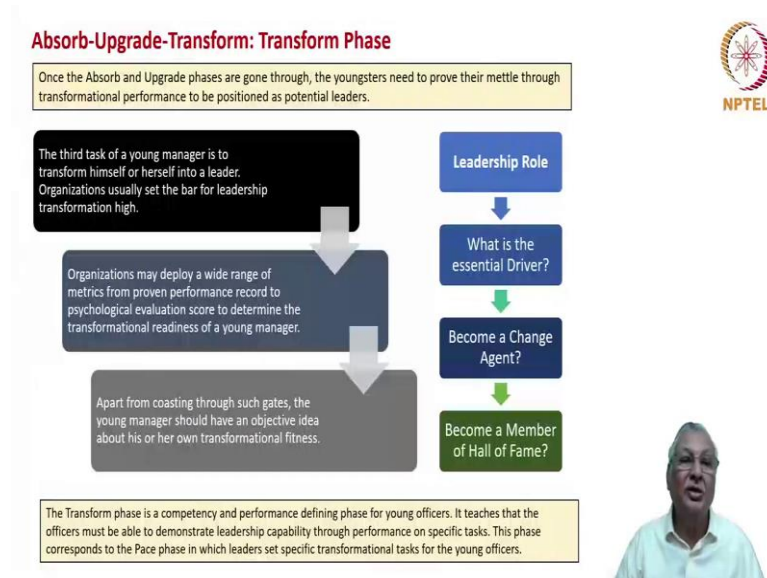 Absorb-Upgrade-Transform: Transform Phase
Once the Absorb and Upgrade phases are gone through, the youngsters need to prove their mettle through
transformational performance to be positioned as potential leaders.
NPTEL
The third task of a young manager is to
transform himself or herself into a leader.
Organizations usually set the bar for leadership
transformation high.
Organizations may deploy a wide range of
metrics from proven performance record to
psychological evaluation score to determine the
transformational readiness of a young manager.
Apart from coasting through such gates, the
young manager should have an objective idea
about his or her own transformational fitness.
Leadership Role
What is the
essential Driver?
Become a Change
Agent?
Become a Member
of Hall of Fame?
The Transform phase is a competency and performance defining phase for young officers. It teaches that the
officers must be able to demonstrate leadership capability through performance on specific tasks. This phase
corresponds to the Pace phase in which leaders set specific transformational tasks for the young officers.